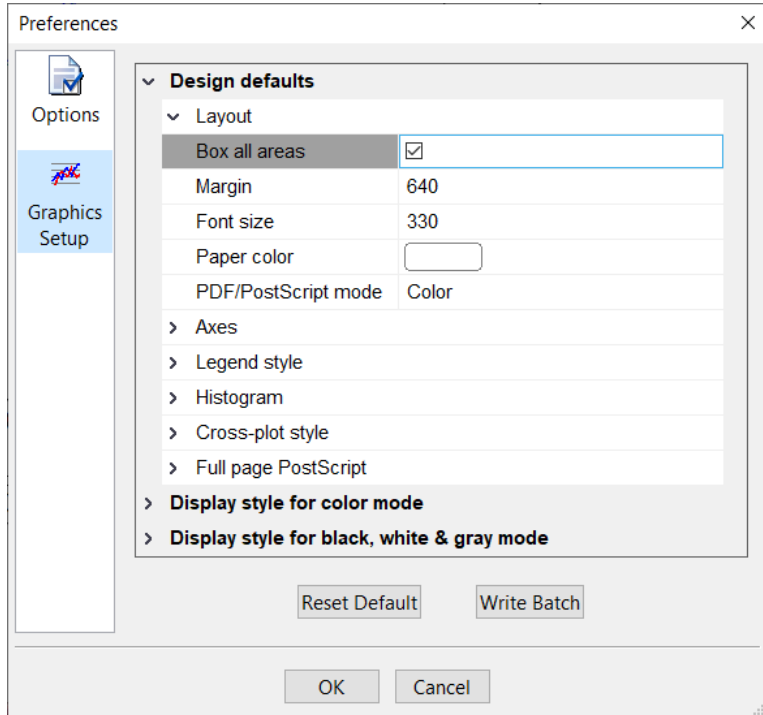 Preferences
Options
Graphics
Setup
Design defaults
Layout
Box all areas
Margin 640
Font size 330
Paper color
PDF/PostScript mode Color
Axes
Legend style
Histogram
Cross-plot style
Full page PostScript
Display style for color mode
Display style for black, white & gray mode
Reset Default Write Batch
OK Cancel